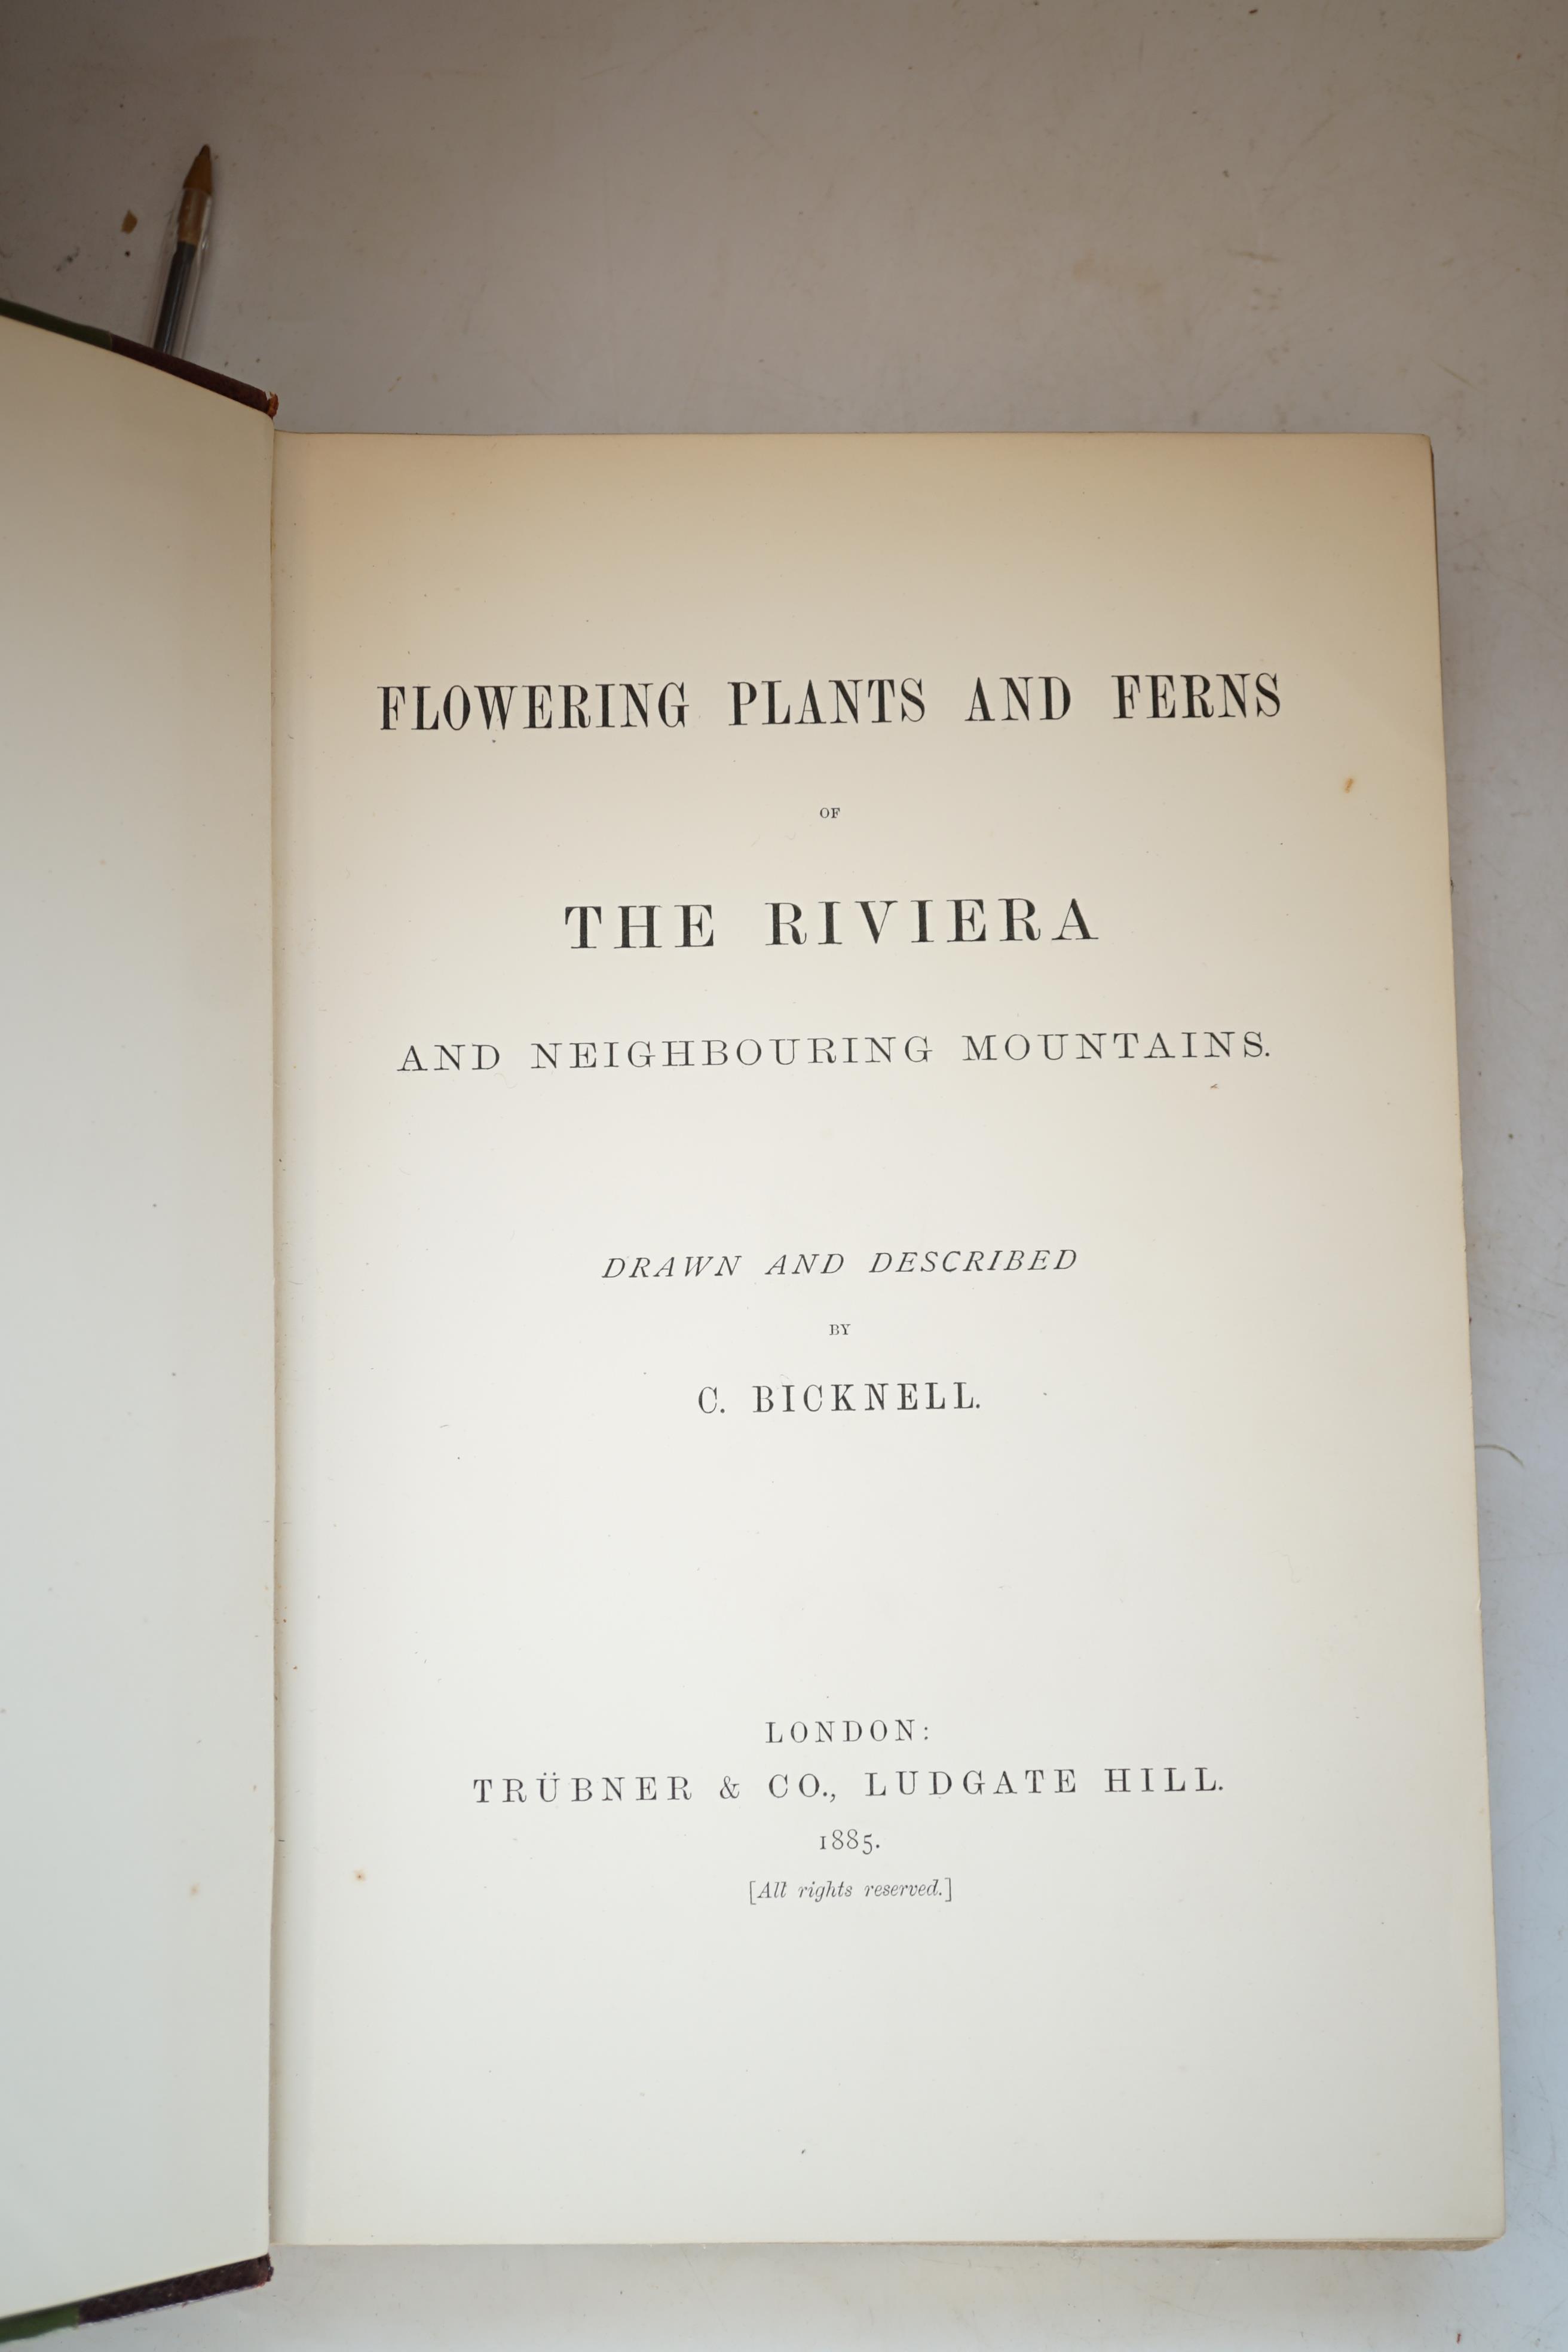 FLOWERING PLANTS AND FERNS
OF
THE RIVIERA
AND NEIGHBOURING MOUNTAINS.
DRAWN AND DESCRIBED
BY
C. BICKNELL.
LONDON:
TRÜBNER & CO., LUDGATE HILL.
1885.
[All rights reserved.]